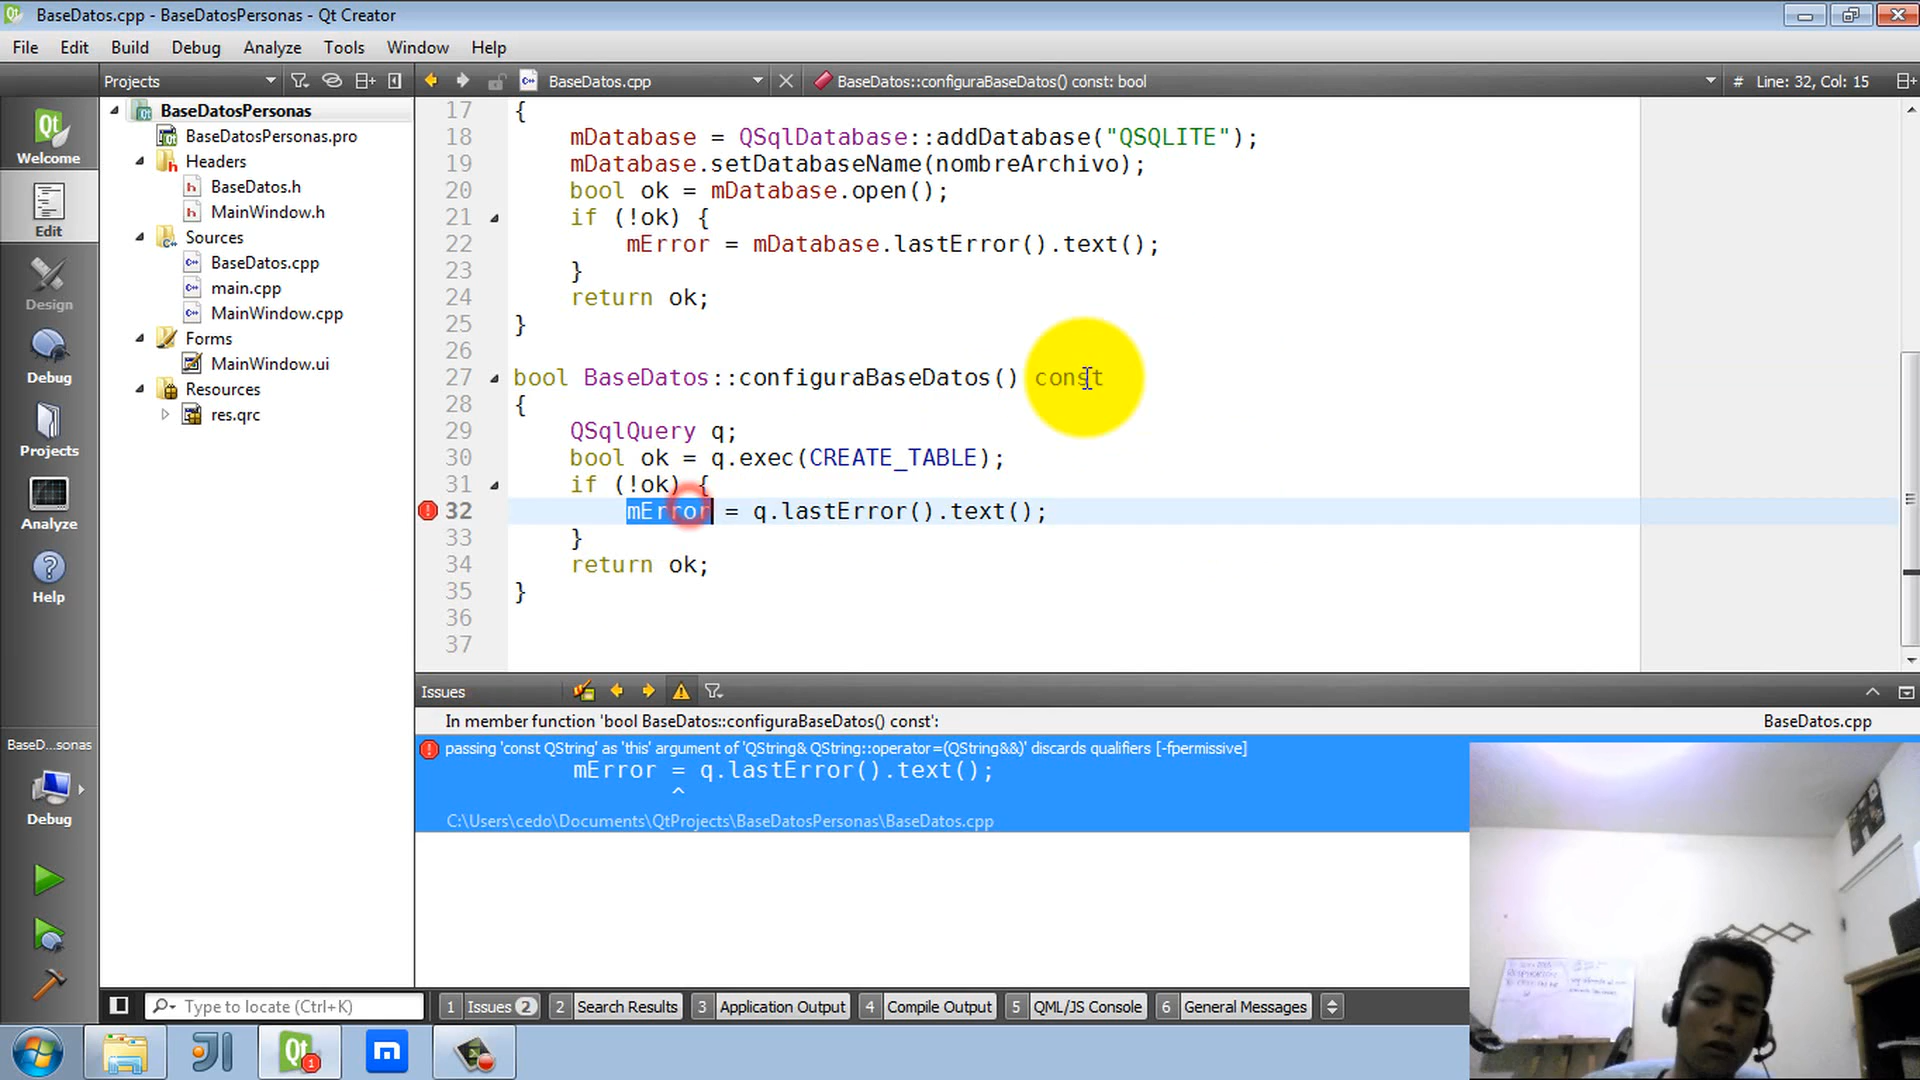 BaseDatos.cpp - BaseDatosPersonas - Qt Creator
File Edit Build Debug Analyze Tools Window Help
Projects BaseDatos.cpp BaseDatos::configuraBaseDatos() const: bool # Line: 32, Col: 15
Welcome
Edit
Design
Debug
Projects
Analyze
Help
BaseD...sonas
Debug
BaseDatosPersonas
BaseDatosPersonas.pro
Headers
BaseDatos.h
MainWindow.h
Sources
BaseDatos.cpp
main.cpp
MainWindow.cpp
Forms
MainWindow.ui
Resources
res.qrc
17 {
18 mDatabase = QSqlDatabase::addDatabase("QSQLITE");
19 mDatabase.setDatabaseName(nombreArchivo);
20 bool ok = mDatabase.open();
21 if (!ok) {
22 mError = mDatabase.lastError().text();
23 }
24 return ok;
25 }
26
27 bool BaseDatos::configuraBaseDatos() const
28 {
29 QSqlQuery q;
30 bool ok = q.exec(CREATE_TABLE);
31 if (!ok) {
32 mError = q.lastError().text();
33 }
34 return ok;
35 }
36
37
Issues
In member function 'bool BaseDatos::configuraBaseDatos() const': BaseDatos.cpp
passing 'const QString' as 'this' argument of 'QString& QString::operator=(QString&&)' discards qualifiers [-fpermissive]
mError = q.lastError().text();
^
C:\Users\cedo\Documents\QtProjects\BaseDatosPersonas\BaseDatos.cpp
Type to locate (Ctrl+K) 1 Issues 2 2 Search Results 3 Application Output 4 Compile Output 5 QML/JS Console 6 General Messages